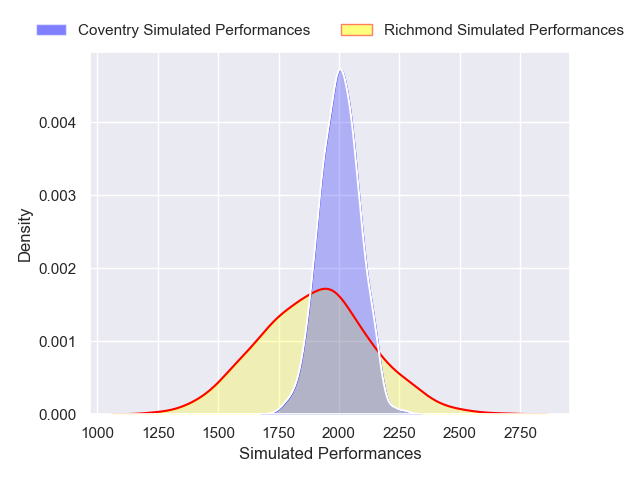 Coventry Simulated Performances
Richmond Simulated Performances
0.004
0.003
0.002
0.001
0.000
Density
1000 1250 1500 1750 2000 2250 2500 2750
Simulated Performances